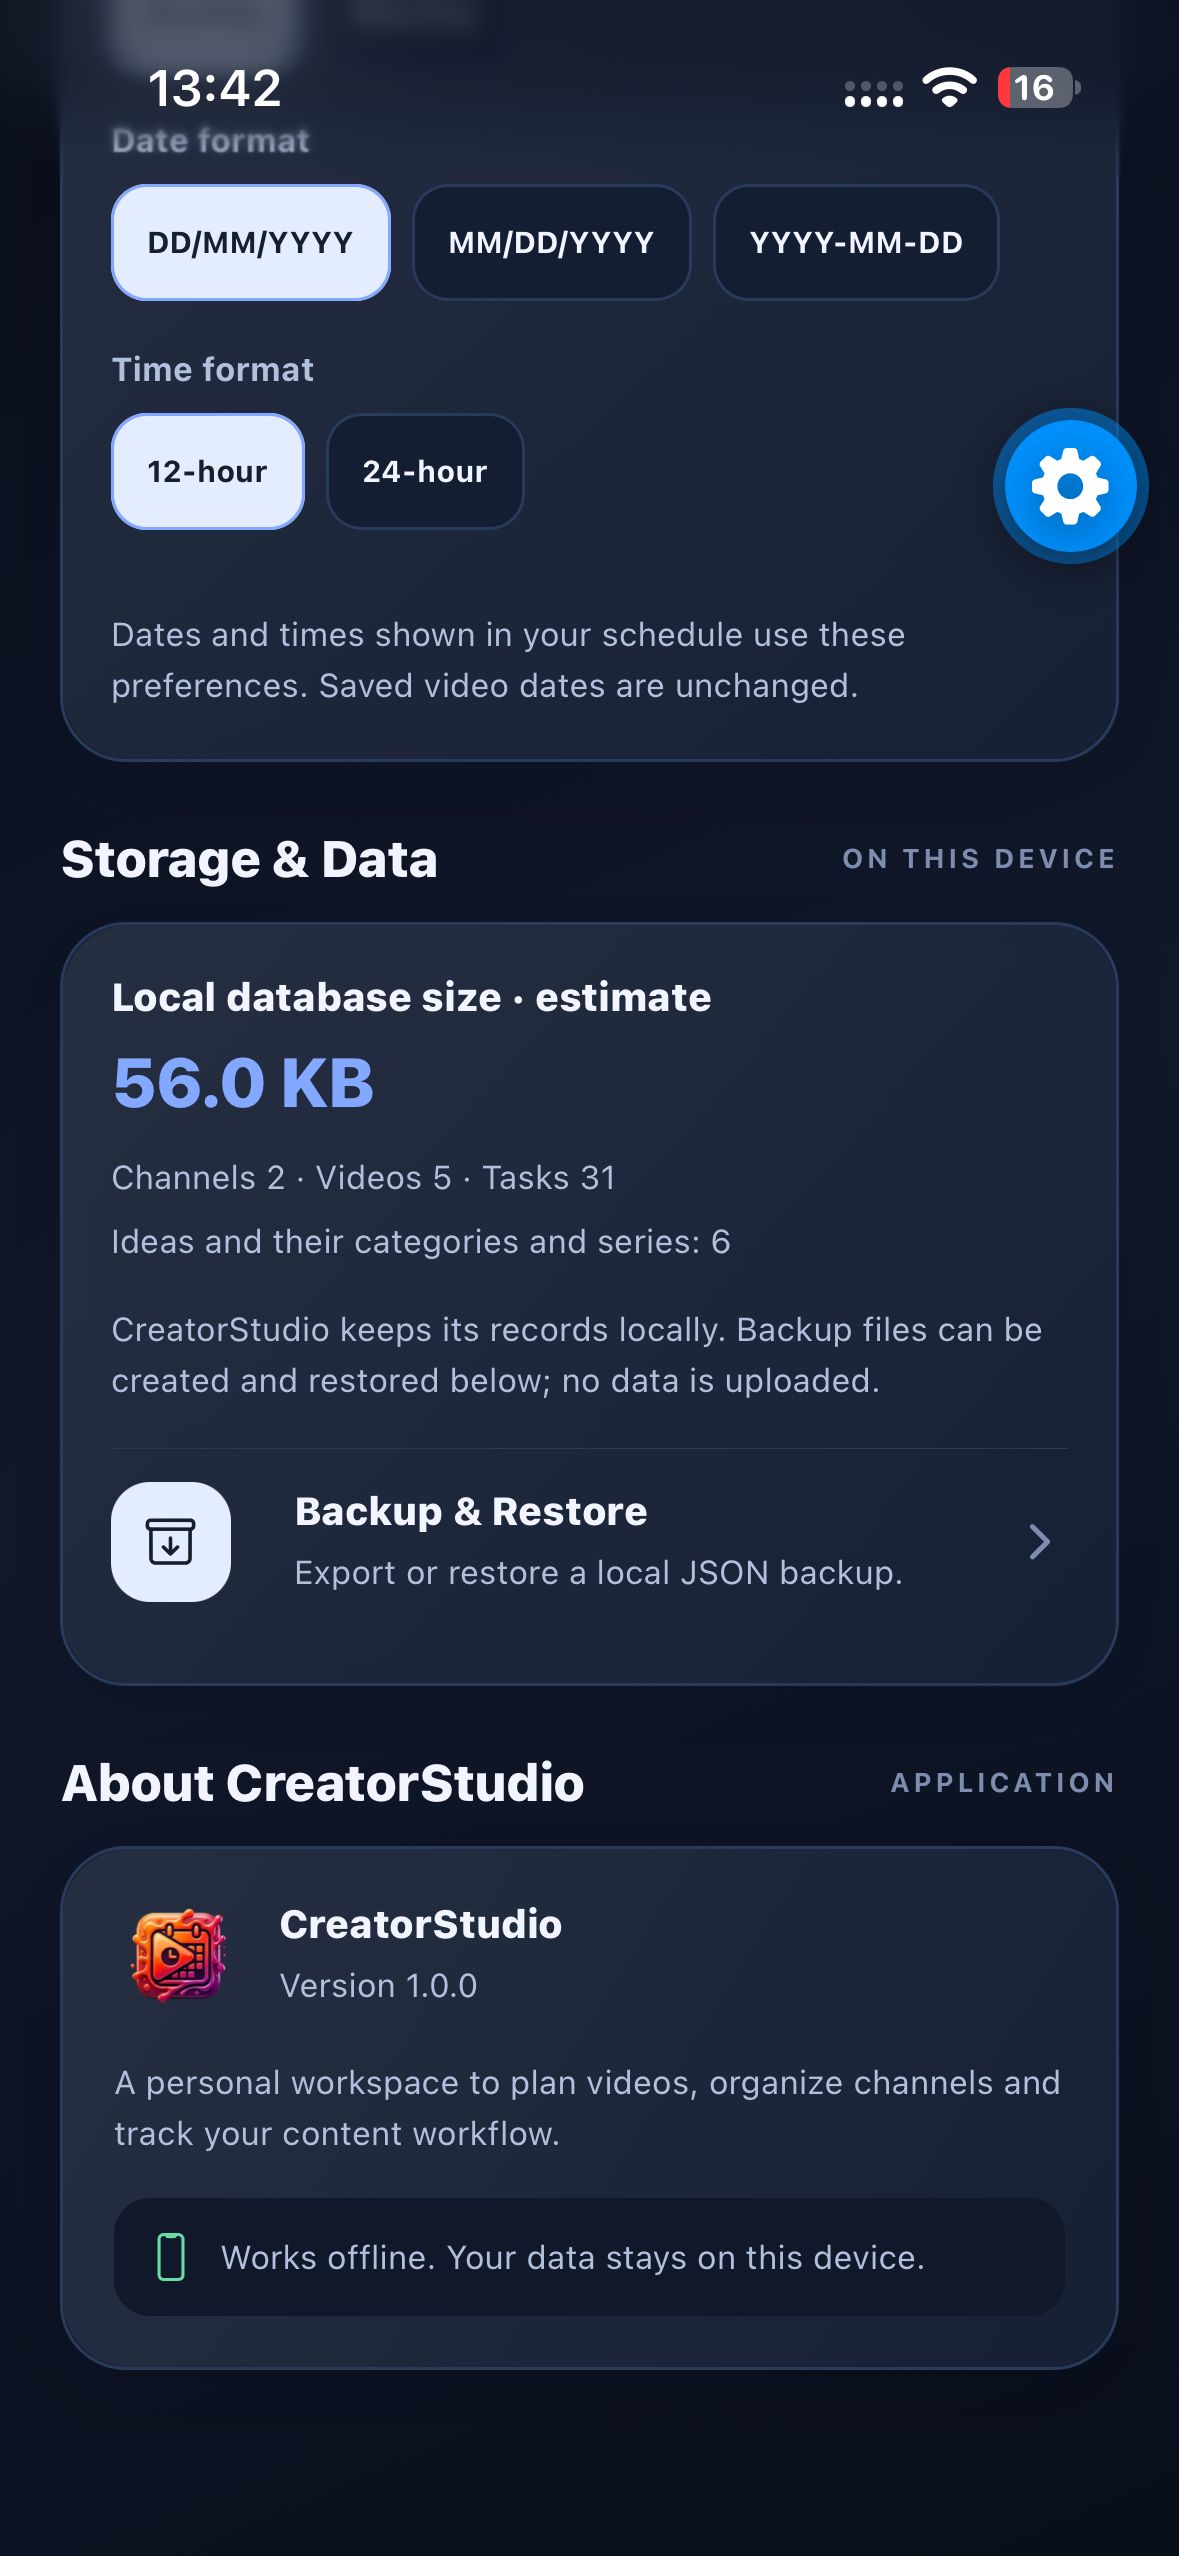 13:42
16
Date format
DD/MM/YYYY
MM/DD/YYYY
YYYY-MM-DD
Time format
12-hour
24-hour
Dates and times shown in your schedule use these
preferences. Saved video dates are unchanged.
Storage & Data
ON THIS DEVICE
Local database size · estimate
56.0 KB
Channels 2 · Videos 5 · Tasks 31
Ideas and their categories and series: 6
CreatorStudio keeps its records locally. Backup files can be
created and restored below; no data is uploaded.
Backup & Restore
Export or restore a local JSON backup.
About CreatorStudio
APPLICATION
CreatorStudio
Version 1.0.0
A personal workspace to plan videos, organize channels and
track your content workflow.
Works offline. Your data stays on this device.